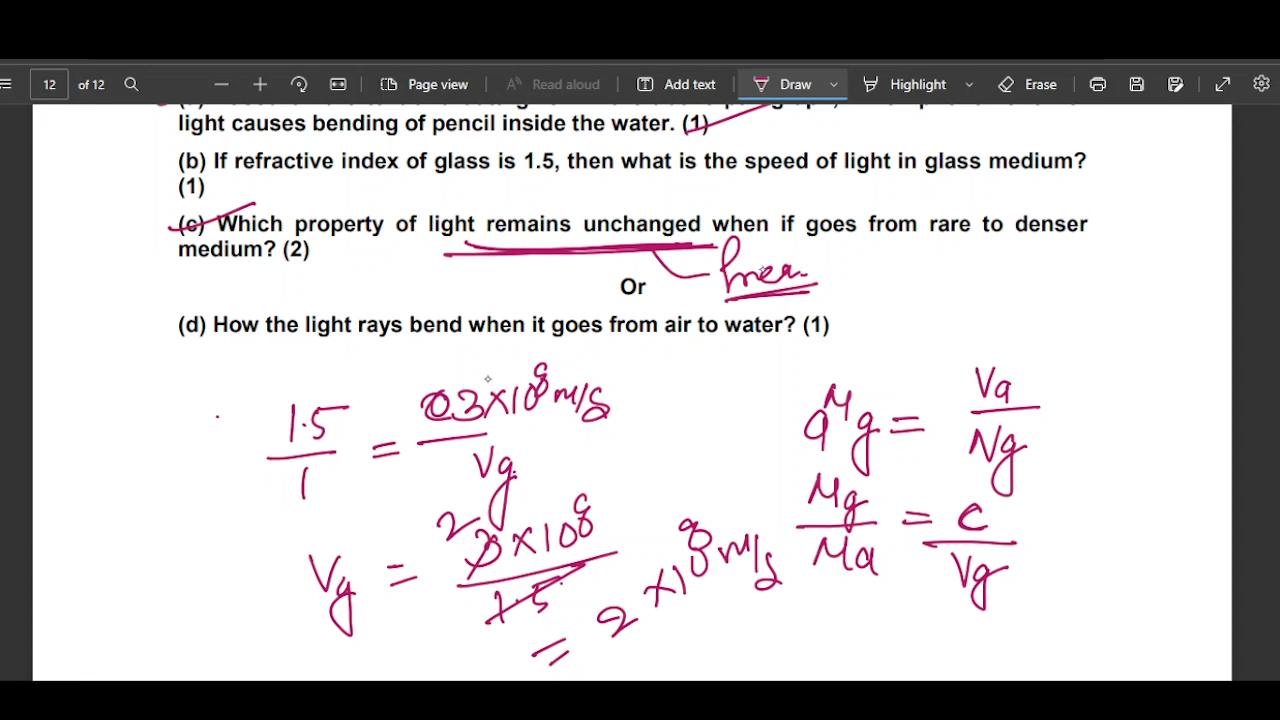 12 of 12 Page view Read aloud Add text Draw Highlight Erase
light causes bending of pencil inside the water. (1)
(b) If refractive index of glass is 1.5, then what is the speed of light in glass medium?
(1)
(c) Which property of light remains unchanged when if goes from rare to denser
medium? (2)
Or
(d) How the light rays bend when it goes from air to water? (1)
1.5/1 = 3×10⁸ m/s / Vg
aMg = Va/Vg
Mg/Ma = c/Vg
Vg = 3×10⁸/1.5
2
= 2×10⁸ m/s